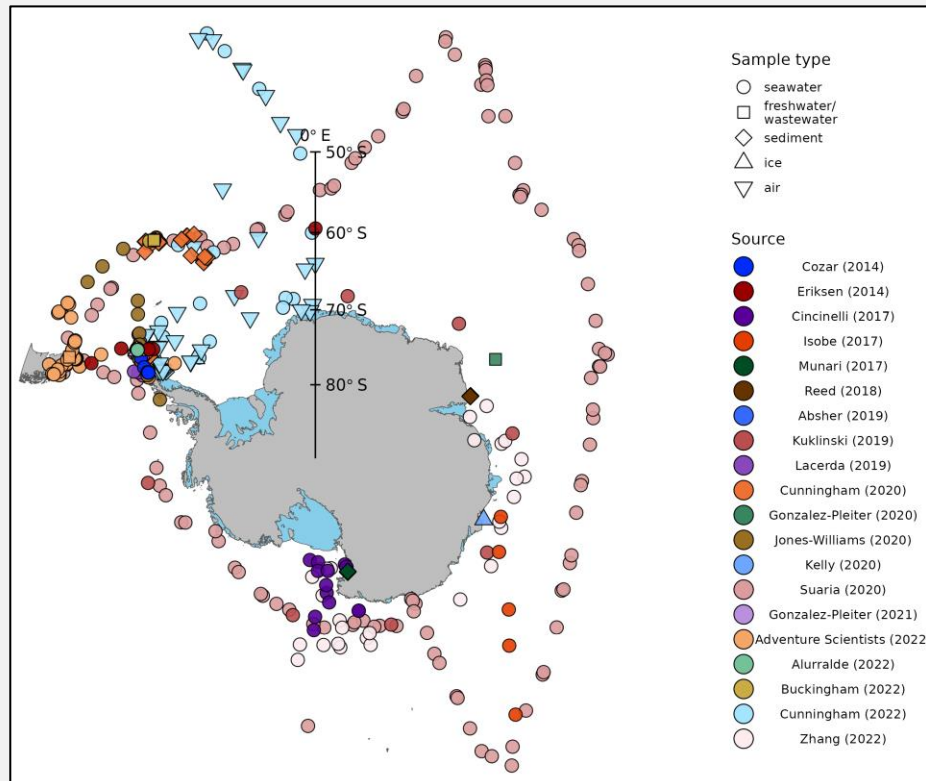 Sample type
seawater
freshwater/
wastewater
sediment
ice
air
Source
Cozar (2014)
Eriksen (2014)
Cincinelli (2017)
Isobe (2017)
Munari (2017)
Reed (2018)
Absher (2019)
Kuklinski (2019)
Lacerda (2019)
Cunningham (2020)
Gonzalez-Pleiter (2020)
Jones-Williams (2020)
Kelly (2020)
Suaria (2020)
Gonzalez-Pleiter (2021)
Adventure Scientists (2022
Alurralde (2022)
Buckingham (2022)
Cunningham (2022)
Zhang (2022)
0° E
50° S
60° S
70° S
80° S